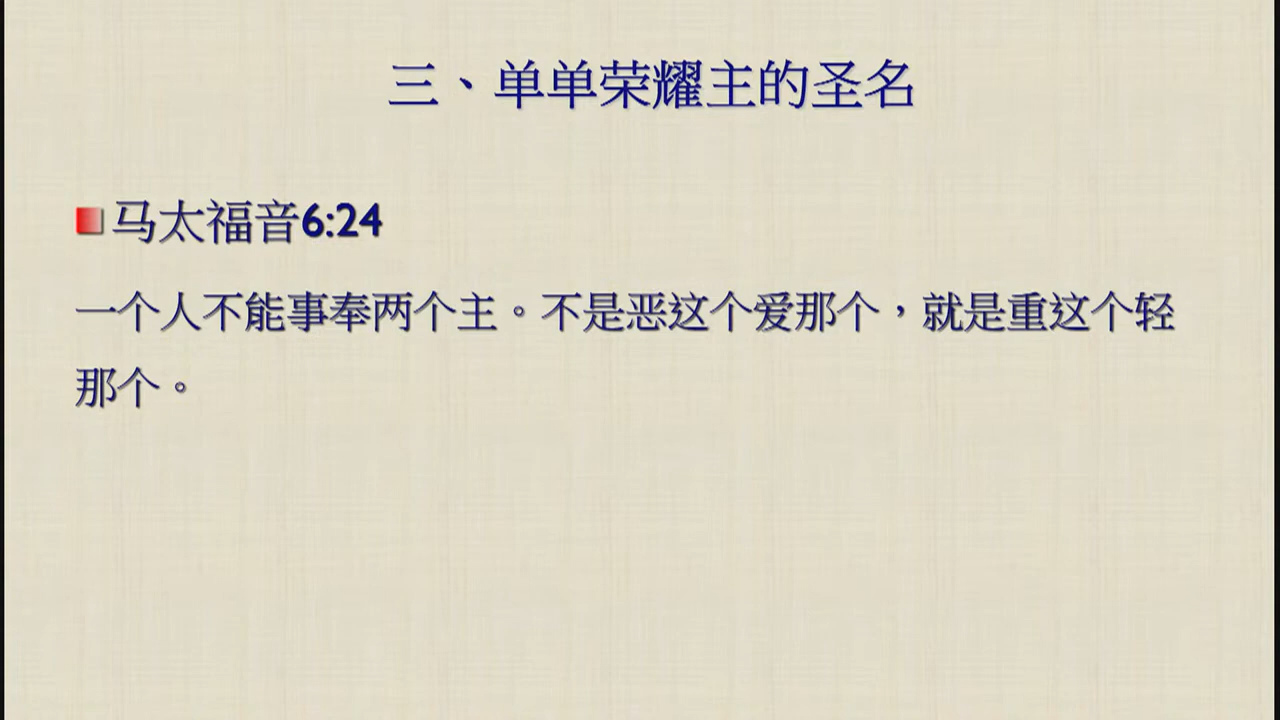 三、单单荣耀主的圣名
马太福音6:24
一个人不能事奉两个主。不是恶这个爱那个，就是重这个轻
那个。